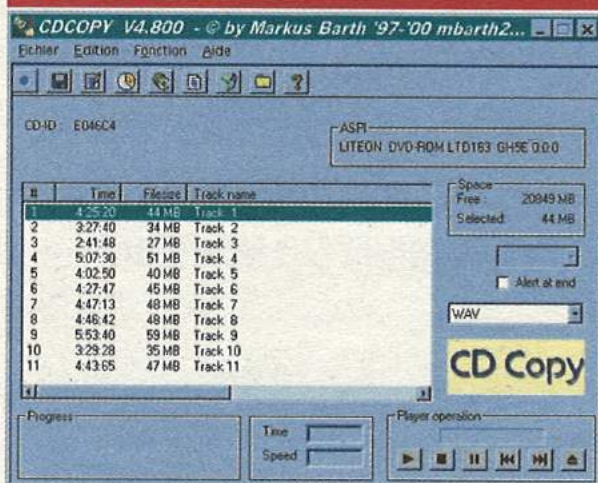 CDCOPY V4.800 - © by Markus Barth '97-'00 mbarth2...
Fichier Edition Fonction Aide
CD-ID : E046C4
ASPI
LITEON DVD-ROM LTD163 GH5E 0:0:0
# Time Filesize Track name
1 4:25:20 44 MB Track 1
2 3:27:40 34 MB Track 2
3 2:41:48 27 MB Track 3
4 5:07:30 51 MB Track 4
5 4:02:50 40 MB Track 5
6 4:27:47 45 MB Track 6
7 4:47:13 48 MB Track 7
8 4:46:42 48 MB Track 8
9 5:53:40 59 MB Track 9
10 3:29:28 35 MB Track 10
11 4:43:65 47 MB Track 11
Space
Free : 20849 MB
Selected: 44 MB
Alert at end
WAV
CD Copy
Progress
Time
Speed
Player operation